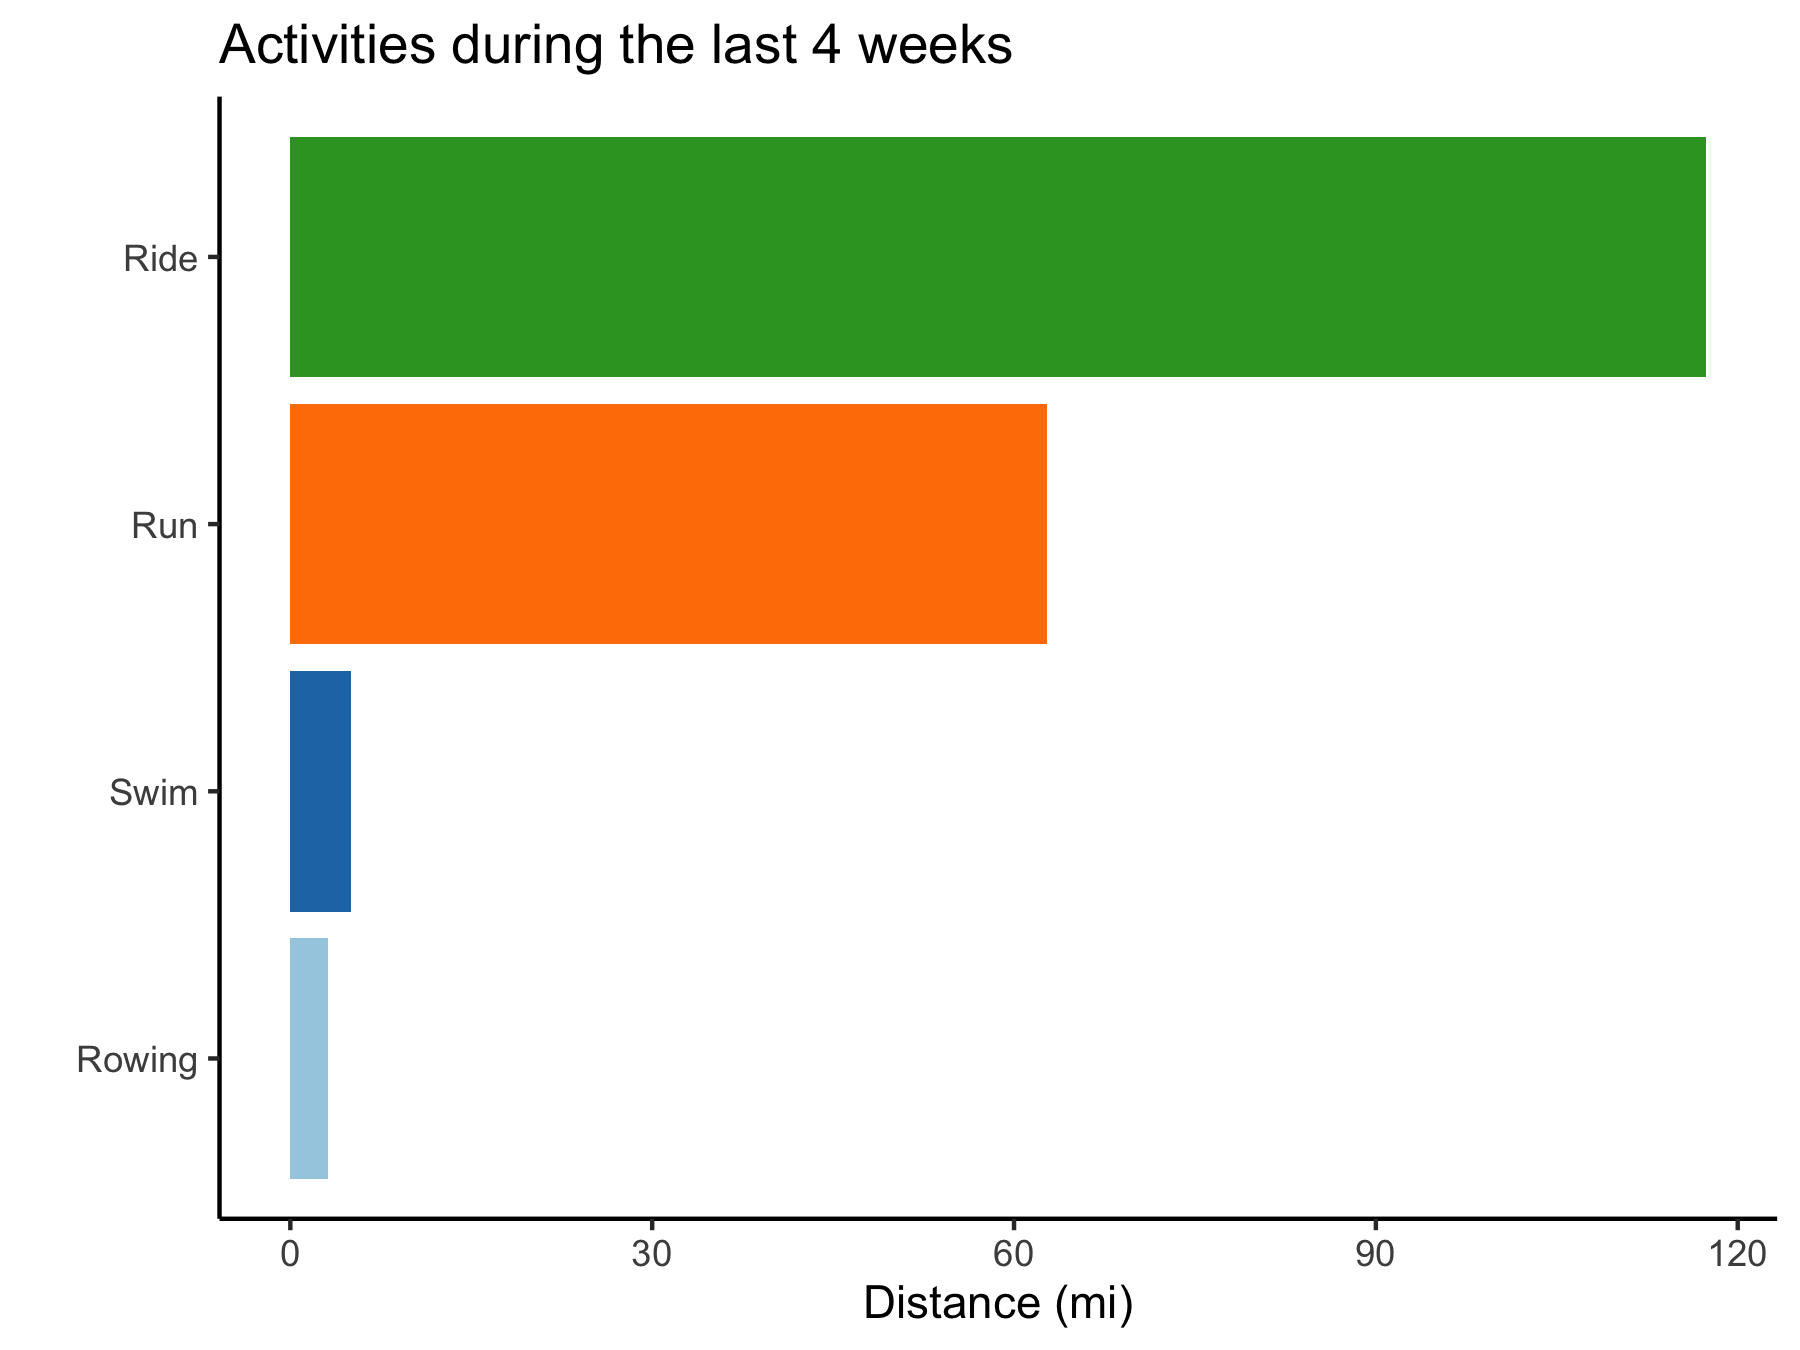 Activities during the last 4 weeks
Ride
Run
Swim
Rowing
0 30 60 90 120
Distance (mi)